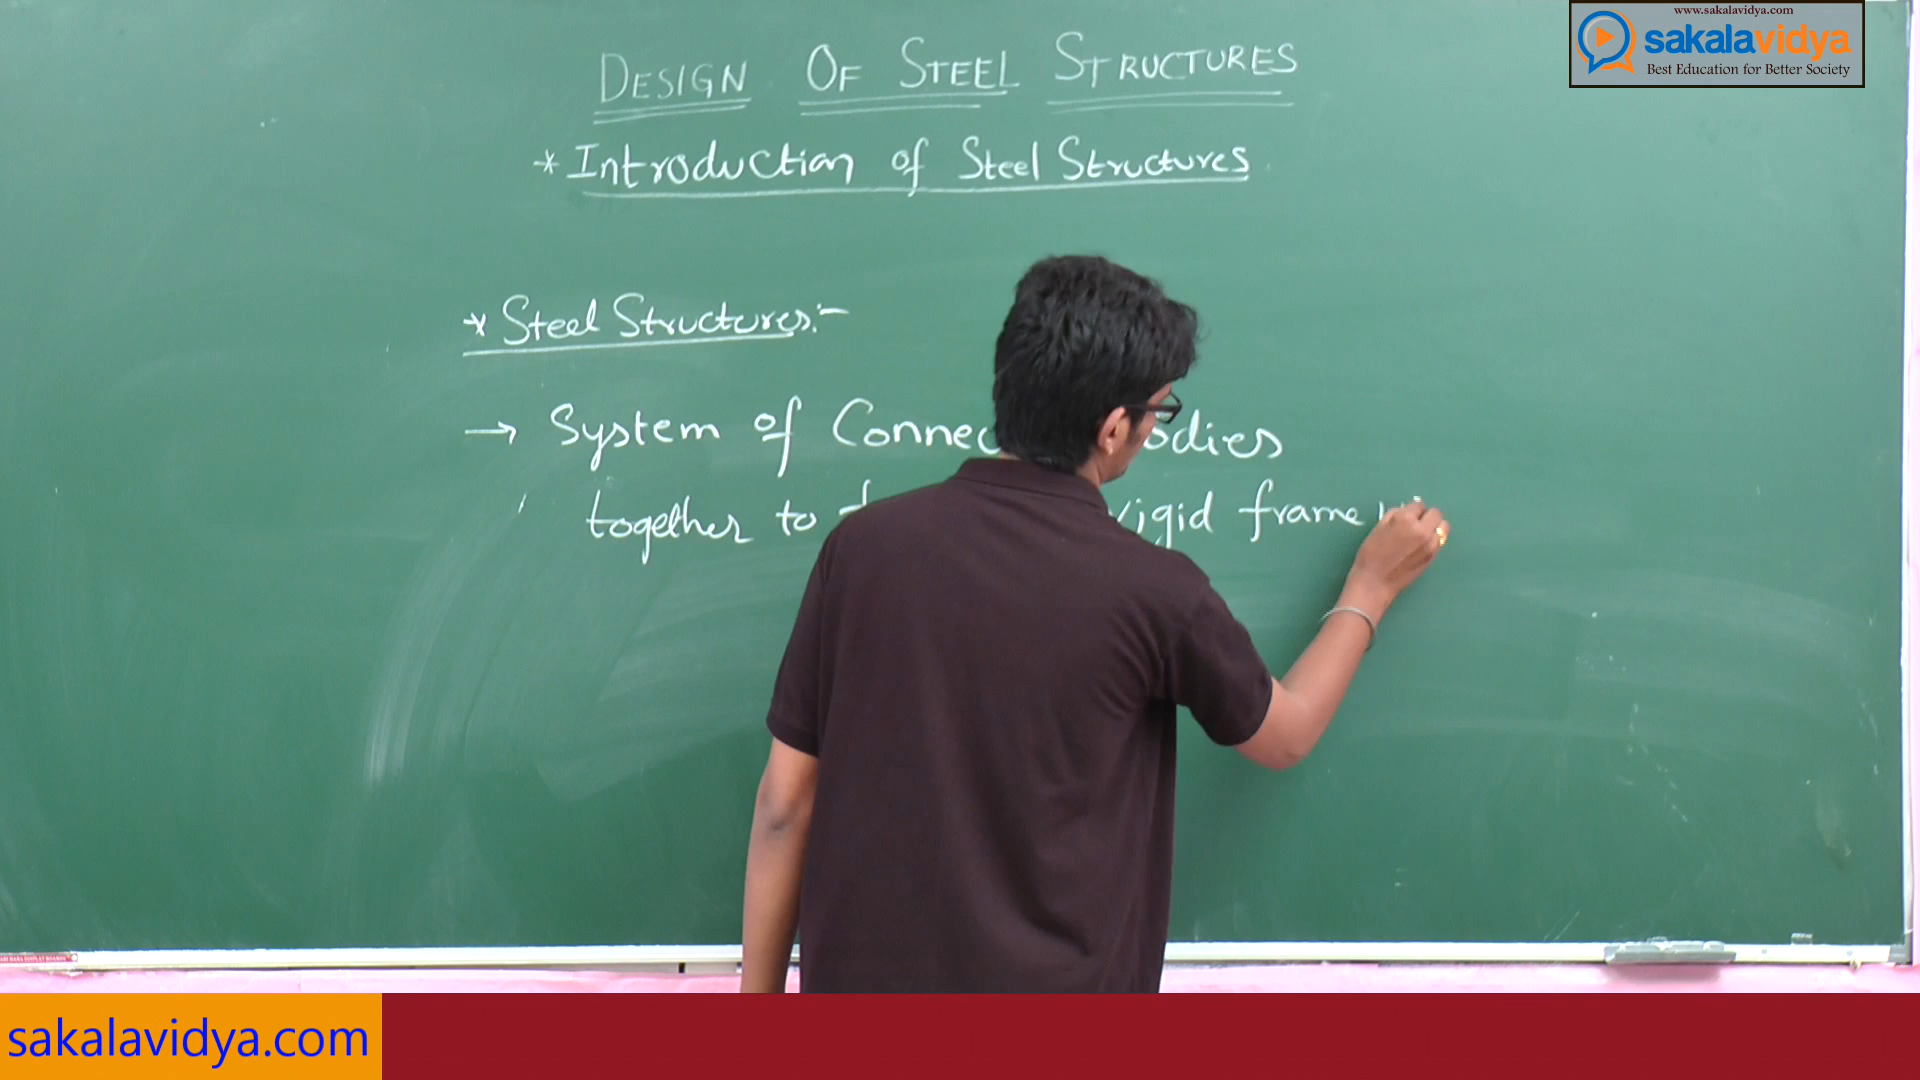 www.sakalavidya.com
sakalavidya
Best Education for Better Society
DESIGN OF STEEL STRUCTURES
* Introduction of Steel Structures
* Steel Structures:-
→ System of Connec odies
together to rigid frame
sakalavidya.com